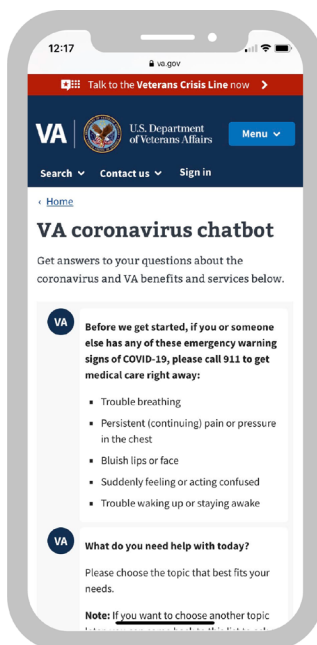 12:17
va.gov
Talk to the Veterans Crisis Line now
VA
U.S. Department
of Veterans Affairs
Menu
Search
Contact us
Sign in
‹ Home
VA coronavirus chatbot
Get answers to your questions about the
coronavirus and VA benefits and services below.
VA
Before we get started, if you or someone
else has any of these emergency warning
signs of COVID-19, please call 911 to get
medical care right away:
▪ Trouble breathing
▪ Persistent (continuing) pain or pressure
in the chest
▪ Bluish lips or face
▪ Suddenly feeling or acting confused
▪ Trouble waking up or staying awake
VA
What do you need help with today?
Please choose the topic that best fits your
needs.
Note: If you want to choose another topic